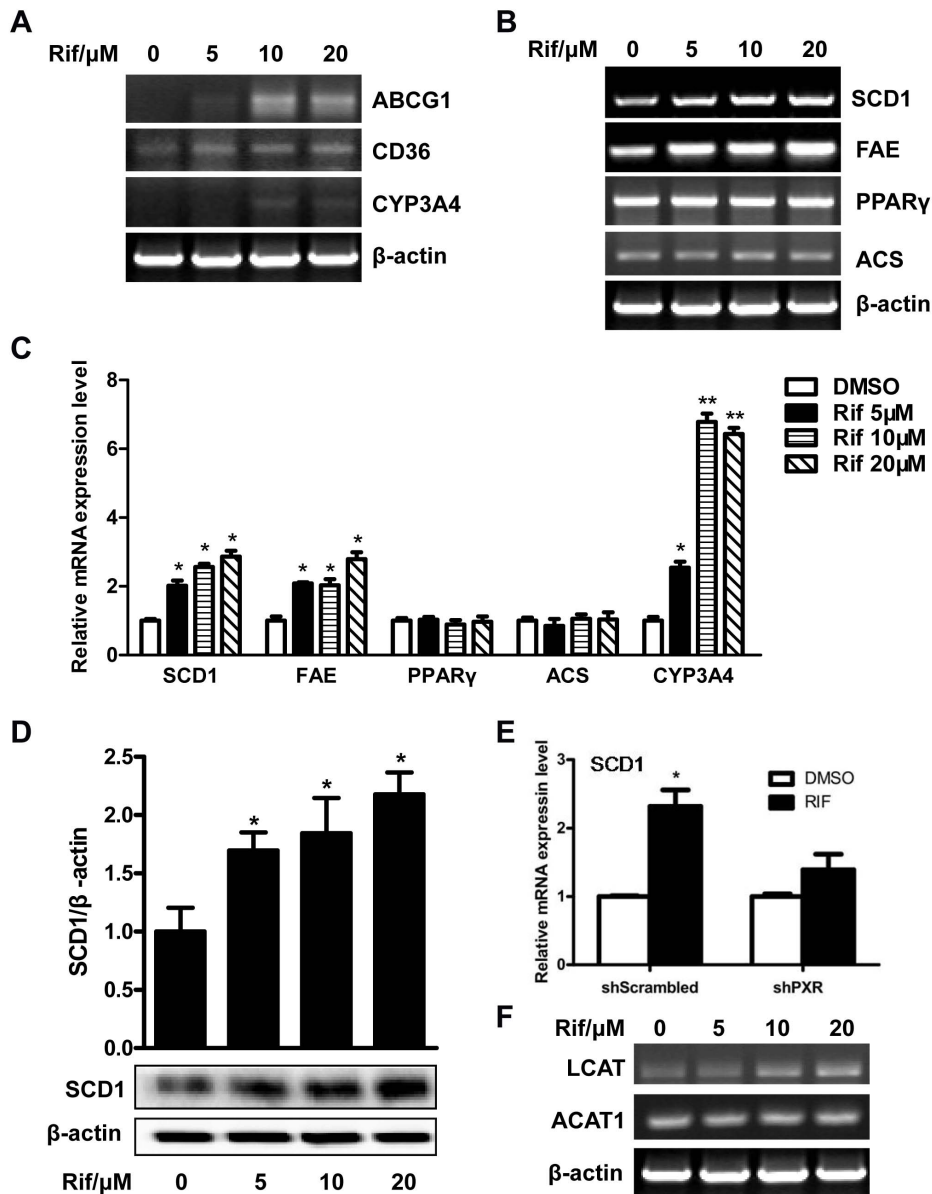 A
Rif/μM 0 5 10 20
ABCG1
CD36
CYP3A4
β-actin
B
Rif/μM 0 5 10 20
SCD1
FAE
PPARγ
ACS
β-actin
C
Relative mRNA expression level
8
6
4
2
0
* * *
* * *
* ** **
SCD1 FAE PPARγ ACS CYP3A4
DMSO
Rif 5μM
Rif 10μM
Rif 20μM
D
SCD1/β -actin
2.5
2.0
1.5
1.0
0.5
0.0
* * *
SCD1
β-actin
Rif/μM 0 5 10 20
E
Relative mRNA expressin level
3
2
1
0
SCD1
*
DMSO
RIF
shScrambled shPXR
F
Rif/μM 0 5 10 20
LCAT
ACAT1
β-actin